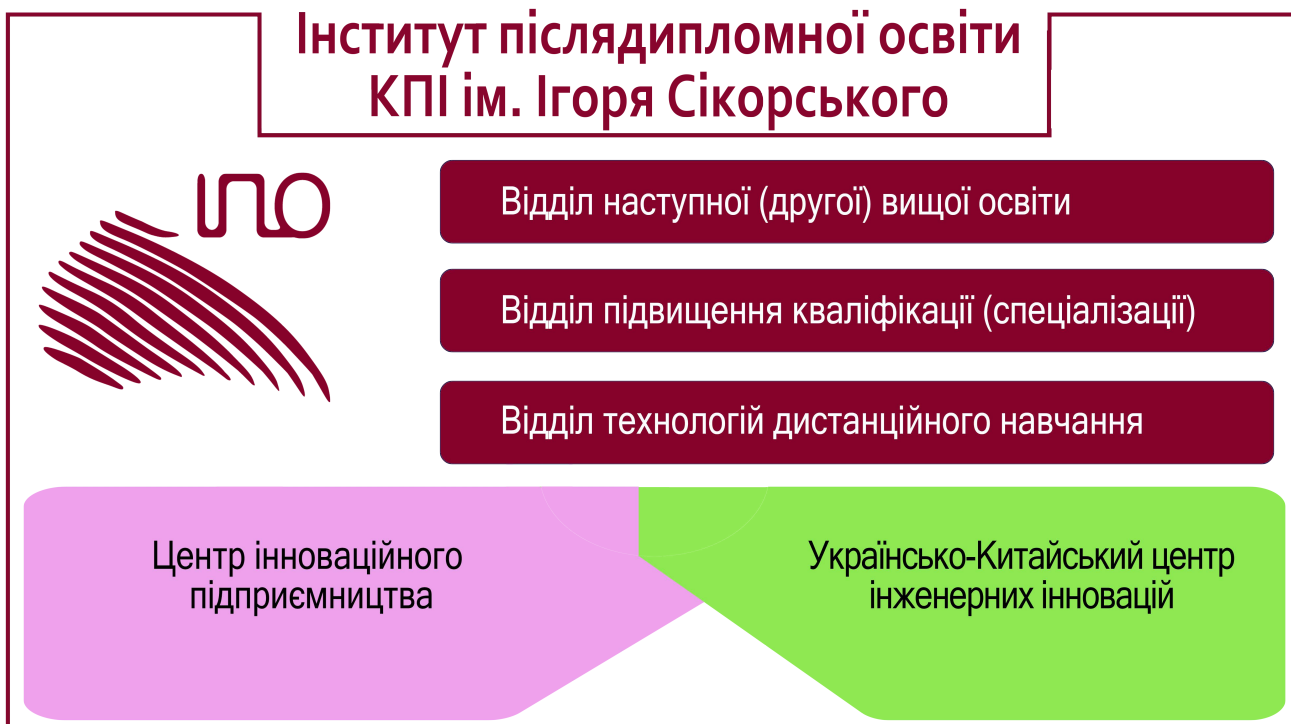 Інститут післядипломної освіти
КПІ ім. Ігоря Сікорського
ІПО
Відділ наступної (другої) вищої освіти
Відділ підвищення кваліфікації (спеціалізації)
Відділ технологій дистанційного навчання
Центр інноваційного
підприємництва
Українсько-Китайський центр
інженерних інновацій